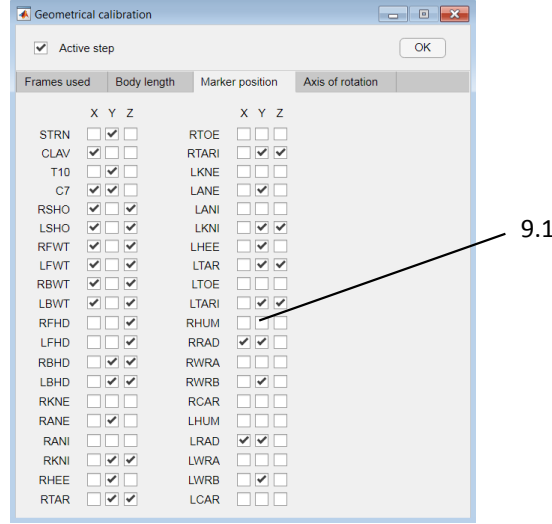 Geometrical calibration
Active step
OK
Frames used Body length Marker position Axis of rotation
X Y Z X Y Z
STRN RTOE
CLAV RTARI
T10 LKNE
C7 LANE
RSHO LANI
LSHO LKNI
RFWT LHEE
LFWT LTAR
RBWT LTOE
LBWT LTARI
RFHD RHUM
LFHD RRAD
RBHD RWRA
LBHD RWRB
RKNE RCAR
RANE LHUM
RANI LRAD
RKNI LWRA
RHEE LWRB
RTAR LCAR
9.1